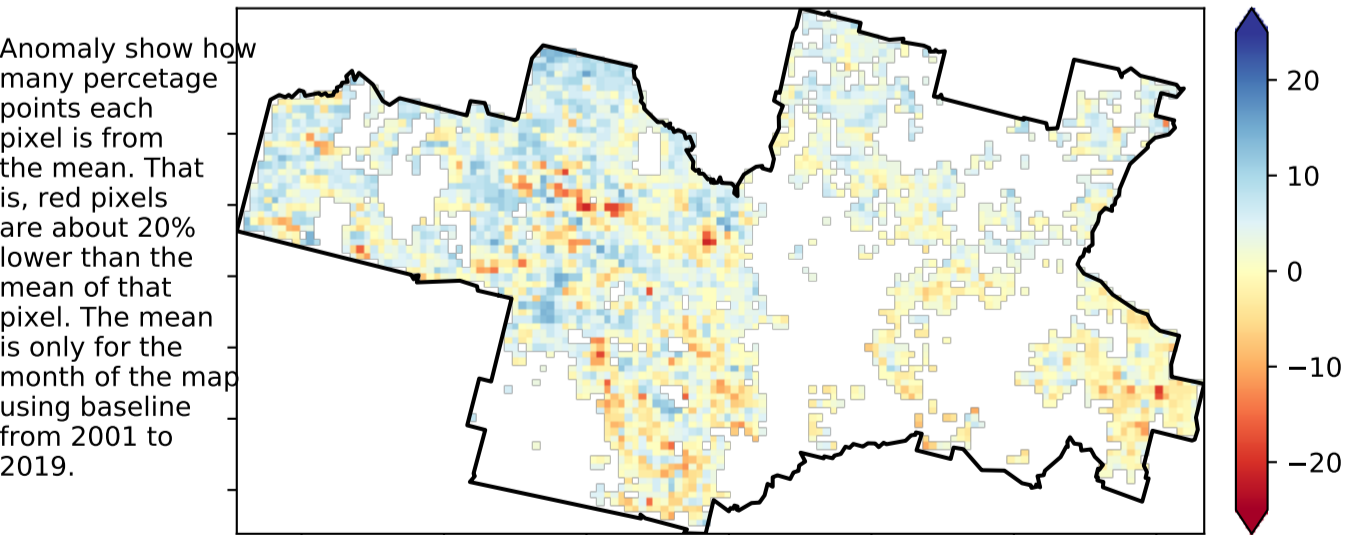 Anomaly show how
many percetage
points each
pixel is from
the mean. That
is, red pixels
are about 20%
lower than the
mean of that
pixel. The mean
is only for the
month of the map
using baseline
from 2001 to
2019.
20
10
0
−10
−20